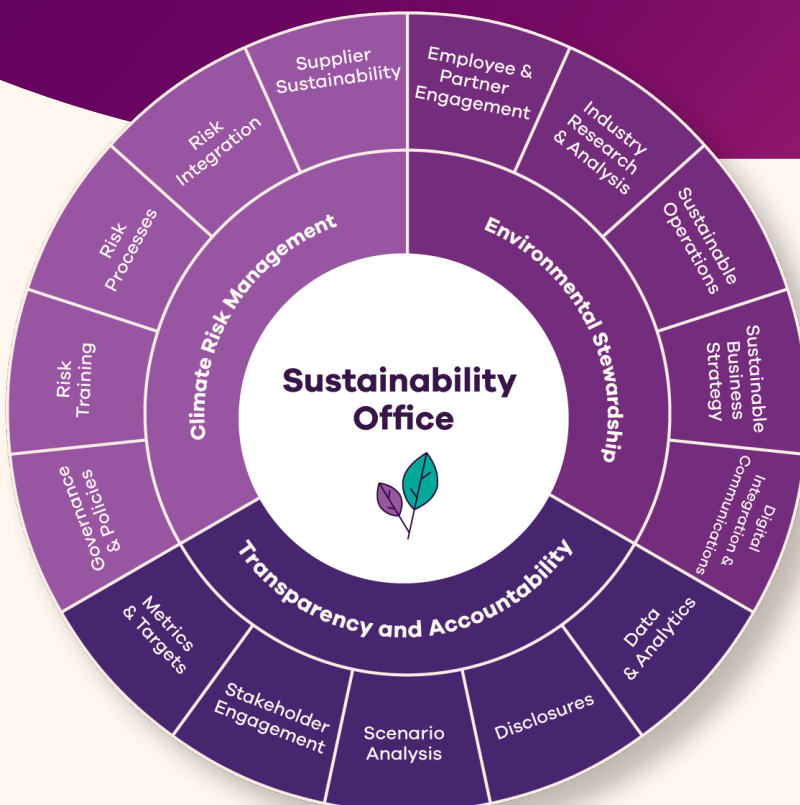 Sustainability
Office
Environmental Stewardship
Employee &
Partner
Engagement
Industry
Research
& Analysis
Sustainable
Operations
Sustainable
Business
Strategy
Digital
Integration &
Communications
Transparency and Accountability
Data
& Analytics
Disclosures
Scenario
Analysis
Stakeholder
Engagement
Metrics
& Targets
Climate Risk Management
Governance
& Policies
Risk
Training
Risk
Processes
Risk
Integration
Supplier
Sustainability